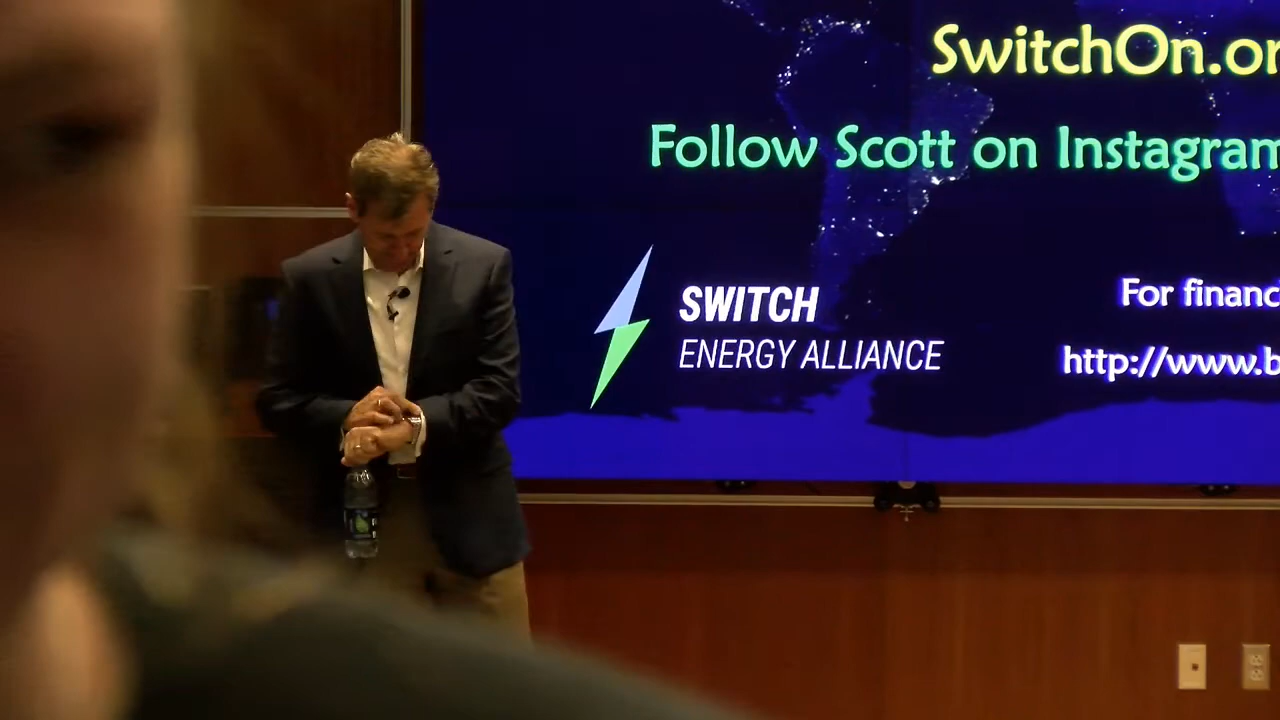 SwitchOn.or
Follow Scott on Instagram
SWITCH
ENERGY ALLIANCE
For financ
http://www.b